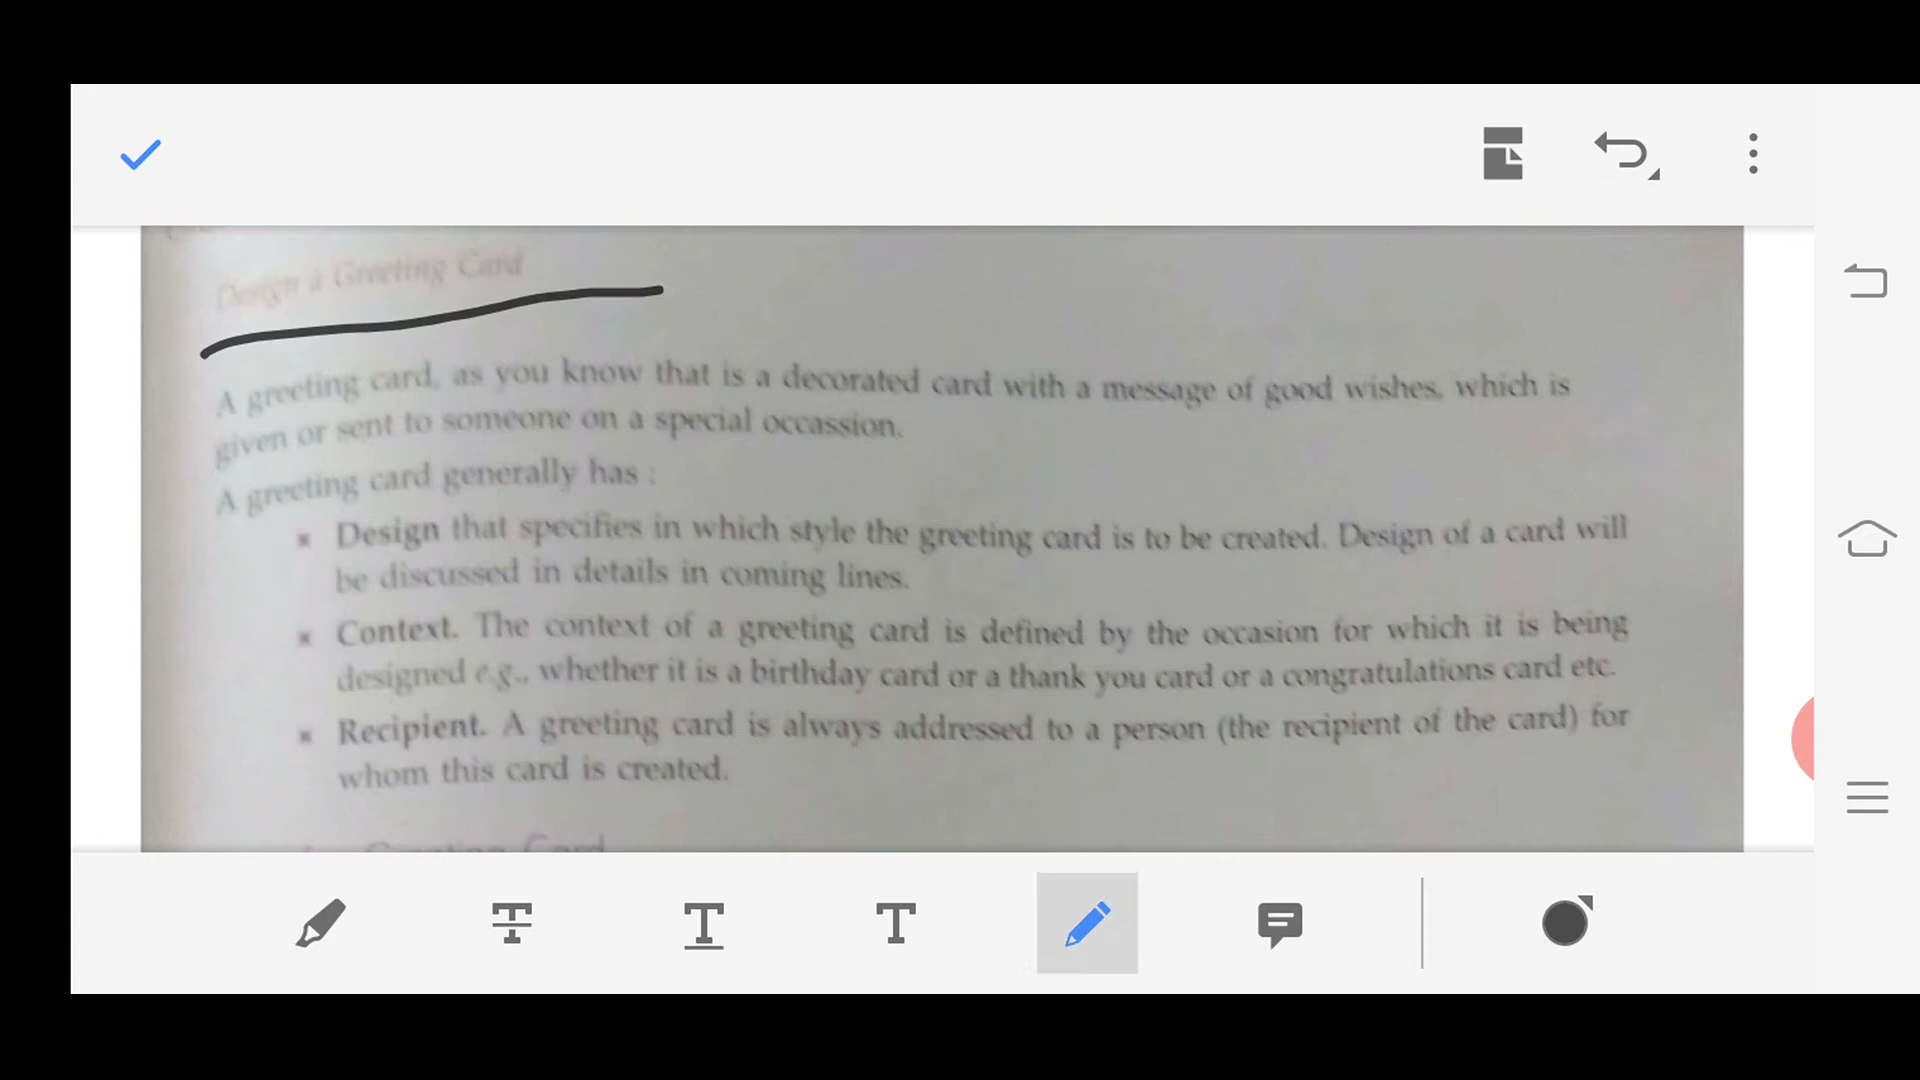 Design a Greeting Card
A greeting card, as you know that is a decorated card with a message of good wishes, which is
given or sent to someone on a special occassion.
A greeting card generally has :
Design that specifies in which style the greeting card is to be created. Design of a card will
be discussed in details in coming lines.
Context. The context of a greeting card is defined by the occasion for which it is being
designed e.g., whether it is a birthday card or a thank you card or a congratulations card etc.
Recipient. A greeting card is always addressed to a person (the recipient of the card) for
whom this card is created.
Greeting Card